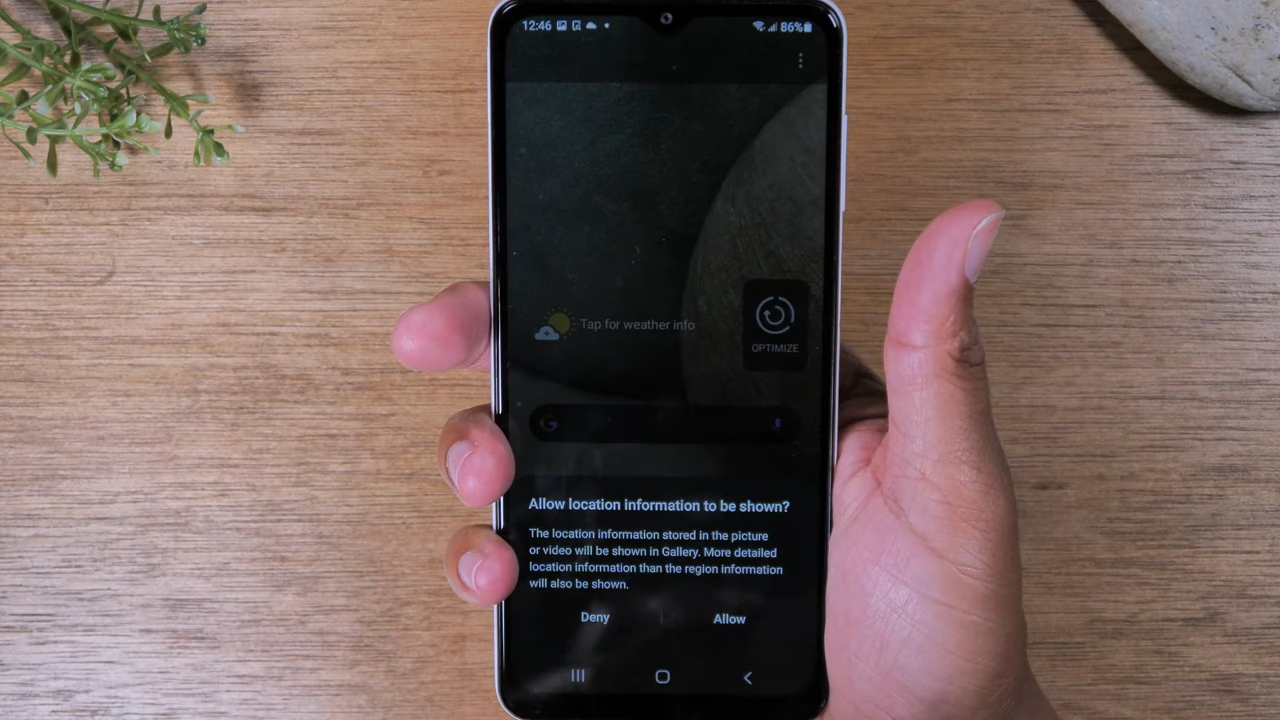 12:46
86%
Tap for weather info
OPTIMIZE
G
Allow location information to be shown?
The location information stored in the picture
or video will be shown in Gallery. More detailed
location information than the region information
will also be shown.
Deny
Allow